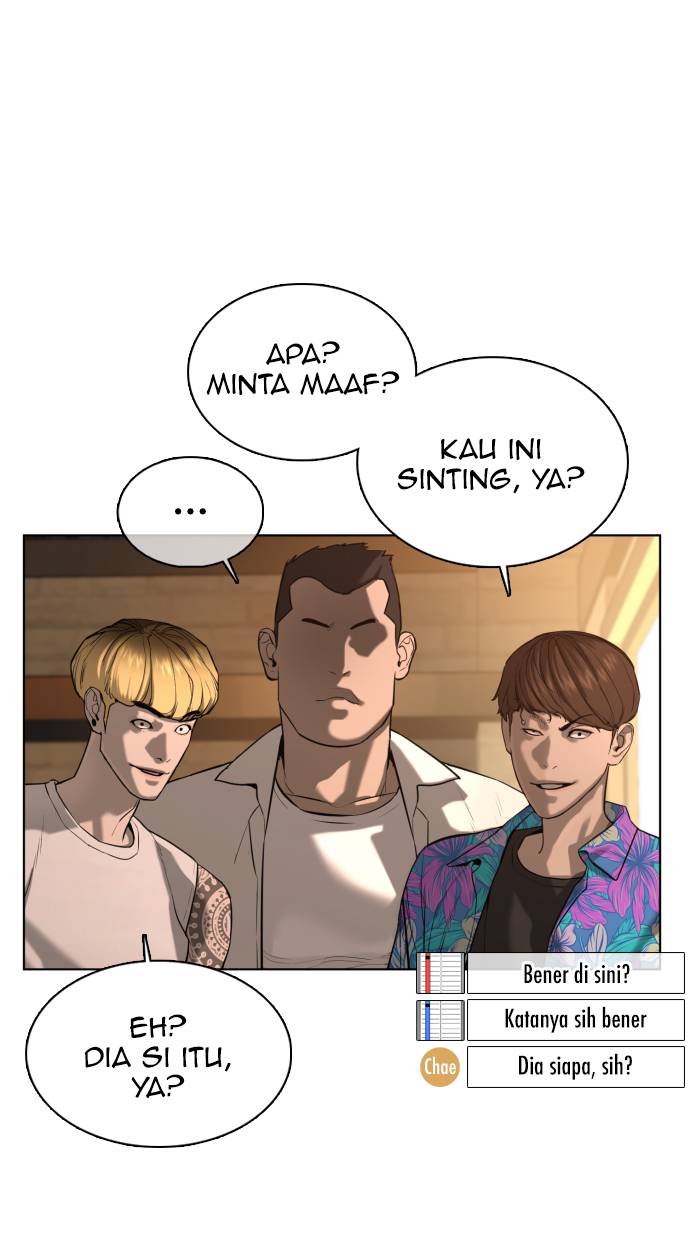 APA?
MINTA MAAF?
KAU INI
SINTING, YA?
...
EH?
DIA SI ITU,
YA?
Bener di sini?
Katanya sih bener
Chae Dia siapa, sih?